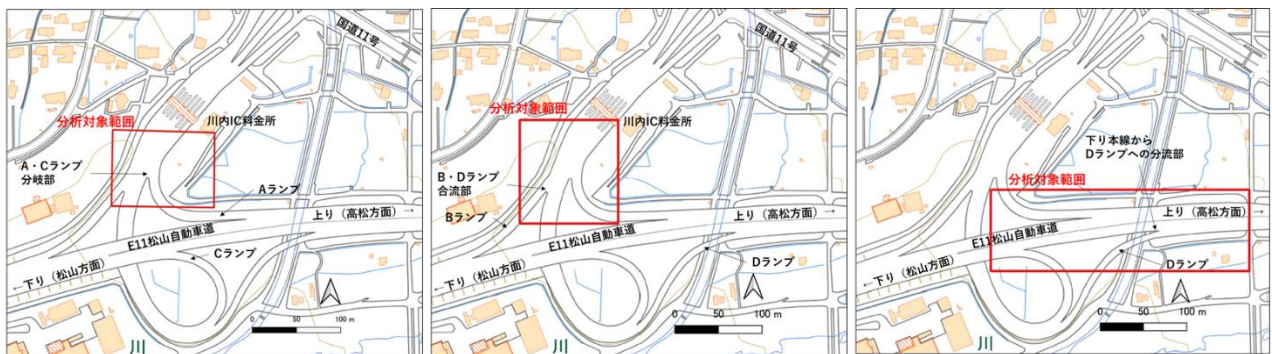 国道11号
分析対象範囲
川内IC料金所
A・Cランプ
分岐部
Aランプ
上り（高松方面）→
E11松山自動車道
Cランプ
←下り（松山方面）
0 50 100 m
川
国道11号
分析対象範囲
川内IC料金所
B・Dランプ
合流部
Bランプ
上り（高松方面）→
E11松山自動車道
Dランプ
←下り（松山方面）
0 50 100 m
川
国道11号
川内IC料金所
下り本線から
Dランプへの分流部
分析対象範囲
上り（高松方面）→
E11松山自動車道
Dランプ
←下り（松山方面）
0 50 100 m
川